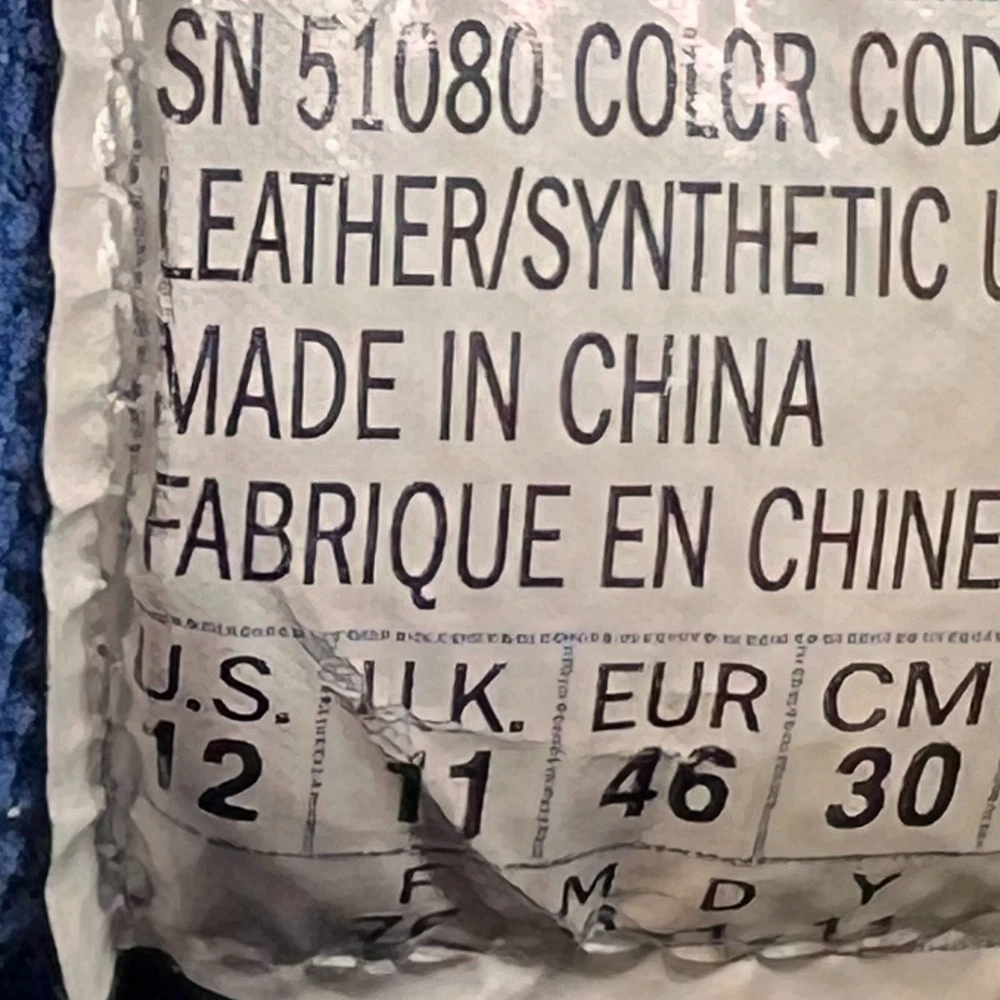 SN 51080 COLOR COD
LEATHER/SYNTHETIC U
MADE IN CHINA
FABRIQUE EN CHINE
U.S. U.K. EUR CM
12 11 46 30
F M D Y